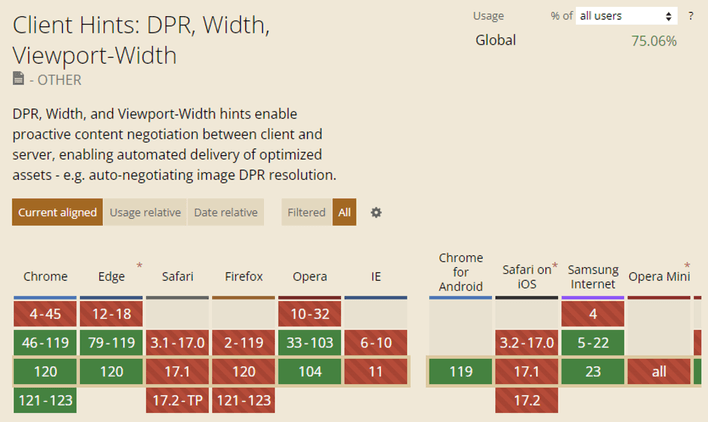 Client Hints: DPR, Width,
Viewport-Width
- OTHER
Usage % of all users ?
Global 75.06%
DPR, Width, and Viewport-Width hints enable
proactive content negotiation between client and
server, enabling automated delivery of optimized
assets - e.g. auto-negotiating image DPR resolution.
Current aligned Usage relative Date relative Filtered All
Chrome Edge * Safari Firefox Opera IE Chrome for Android Safari on iOS * Samsung Internet Opera Mini *
4-45 12-18 10-32 4
46-119 79-119 3.1-17.0 2-119 33-103 6-10 3.2-17.0 5-22
120 120 17.1 120 104 11 119 17.1 23 all
121-123 17.2-TP 121-123 17.2